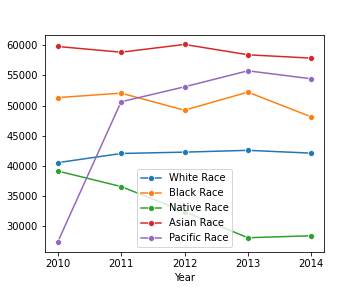 60000
55000
50000
45000
40000
35000
30000
White Race
Black Race
Native Race
Asian Race
Pacific Race
2010 2011 2012 2013 2014
Year